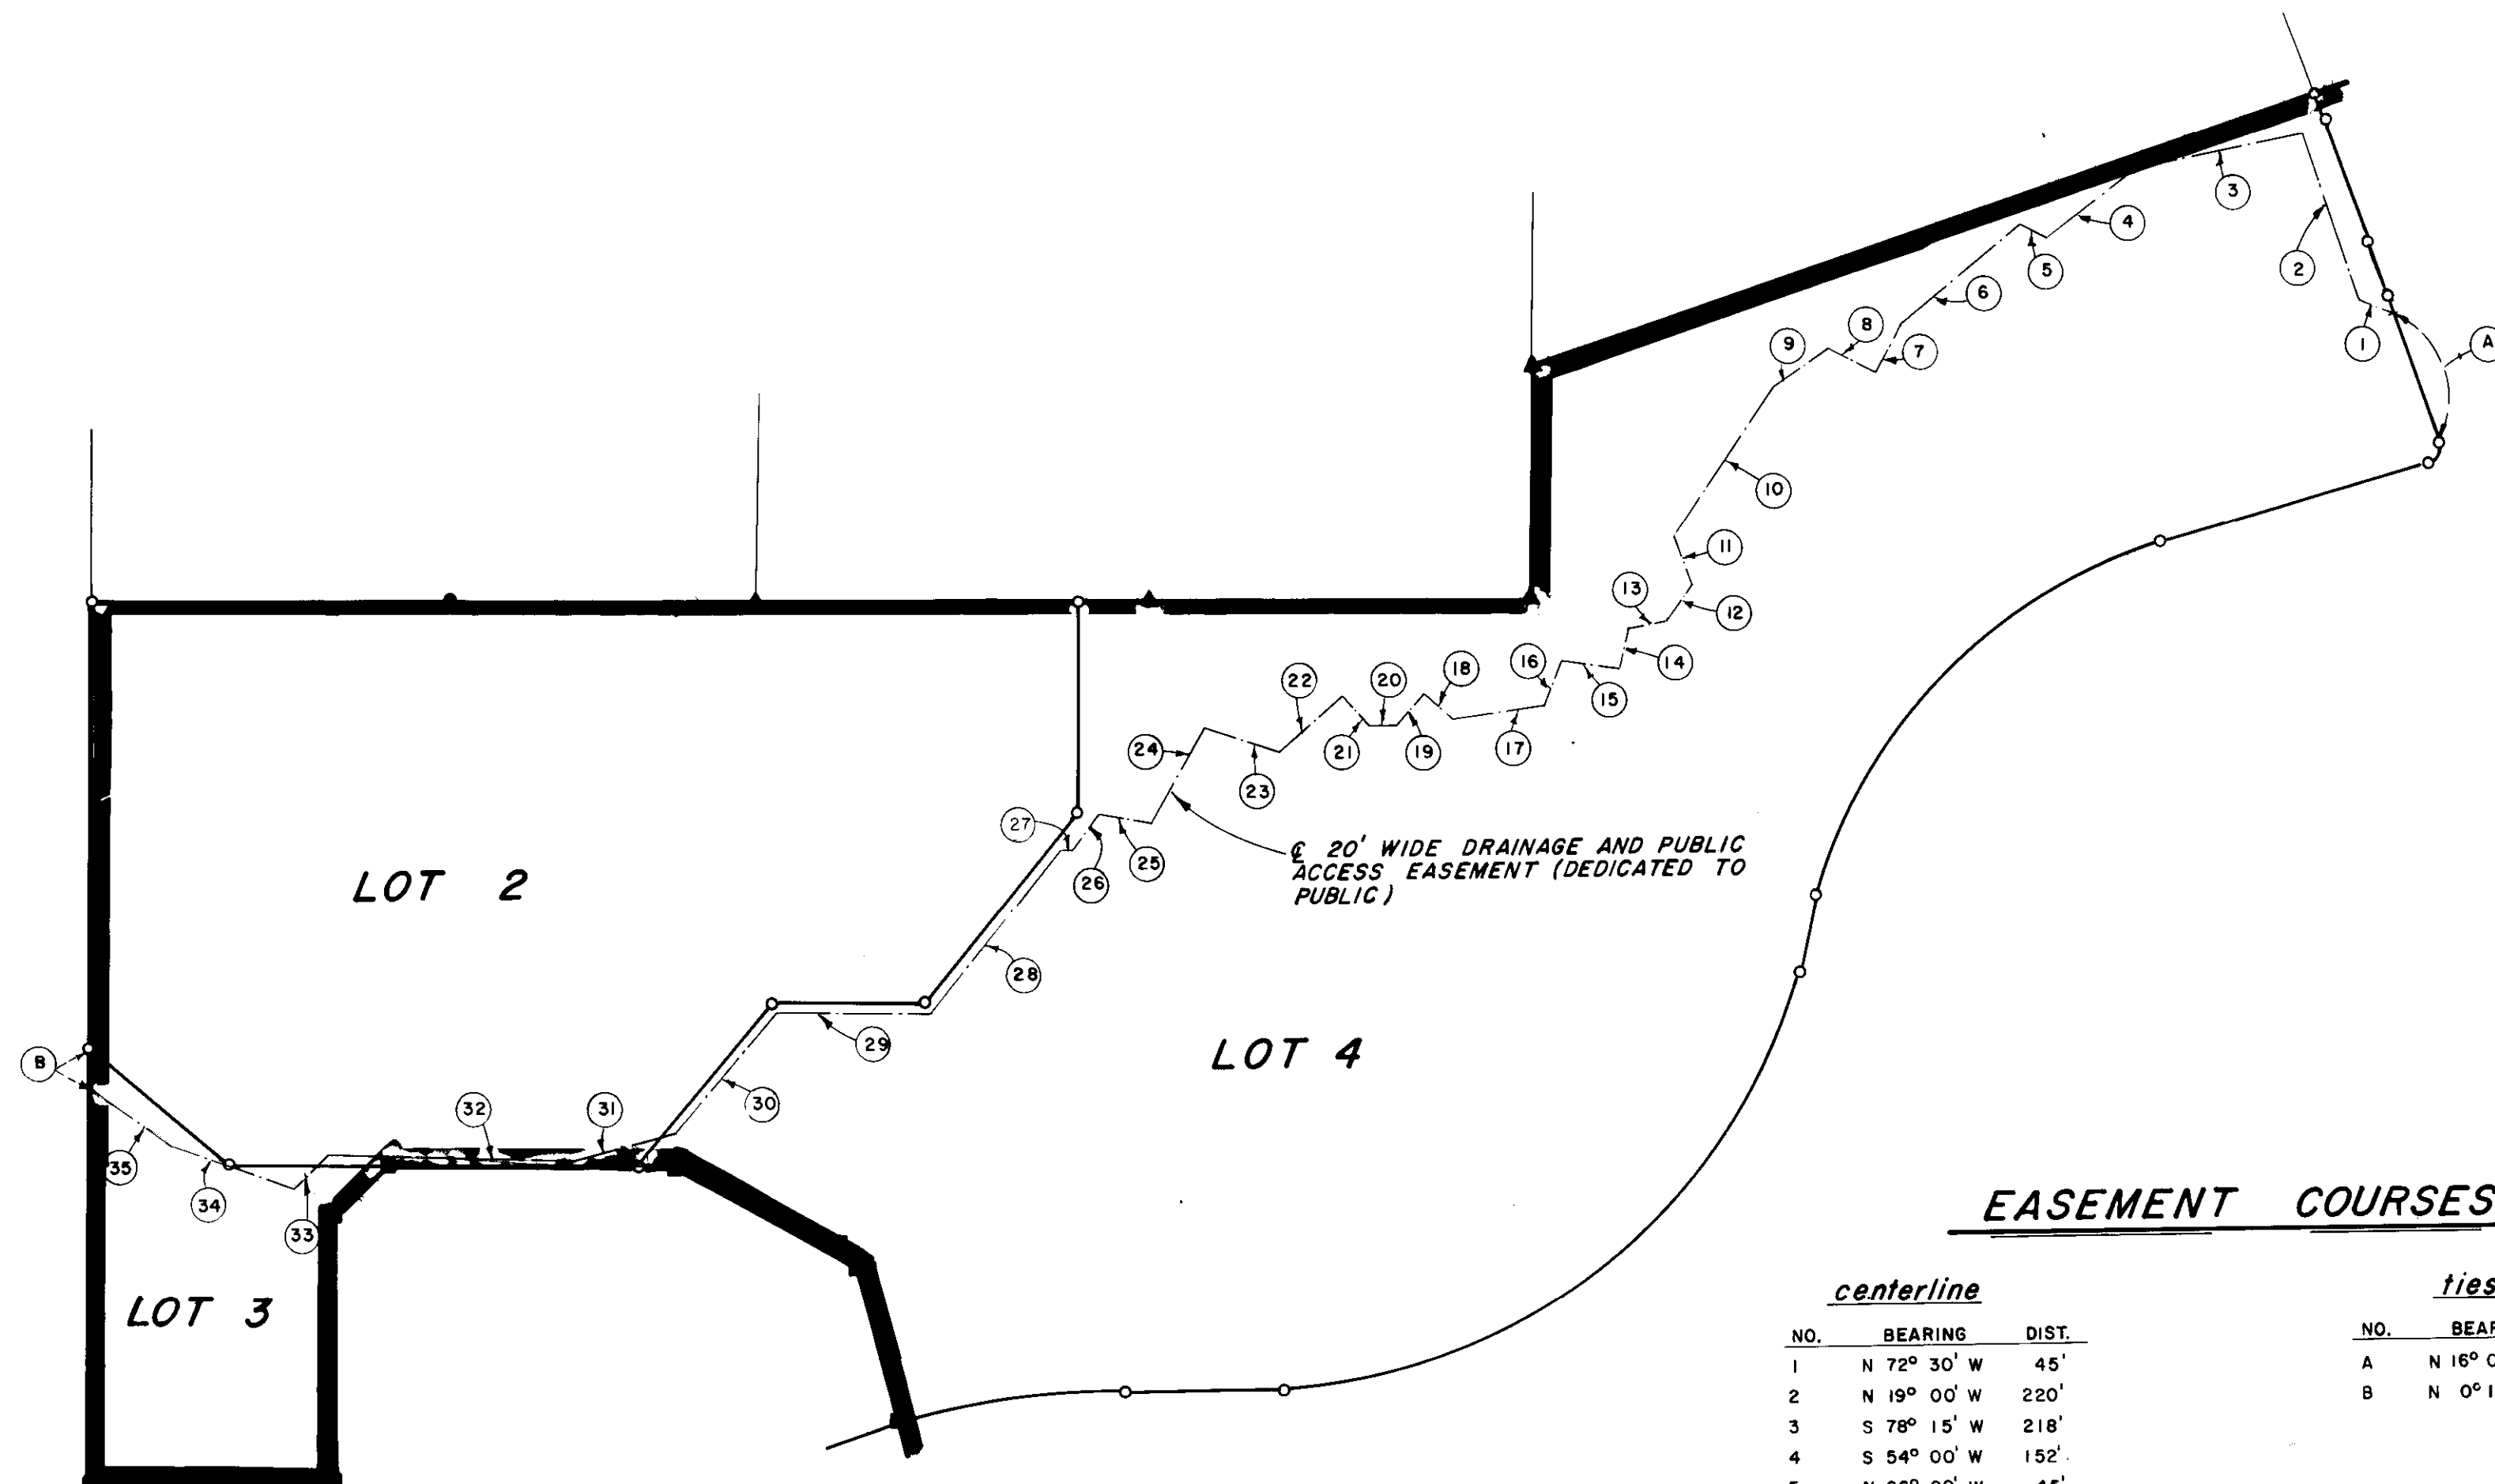 3
4
2
5
6
8
1
A
9
7
10
11
13
12
16
14
18
22
20
15
24
21
19
17
23
27
25
26
℄ 20' WIDE DRAINAGE AND PUBLIC
ACCESS EASEMENT (DEDICATED TO
PUBLIC)
LOT 2
28
29
LOT 4
B
30
32
31
35
34
33
LOT 3
EASEMENT COURSES
centerline
ties
NO. BEARING DIST.
NO.
1 N 72° 30' W 45'
2 N 19° 00' W 220'
3 S 78° 15' W 218'
4 S 54° 00' W 152'
A N 16°
B N 0°